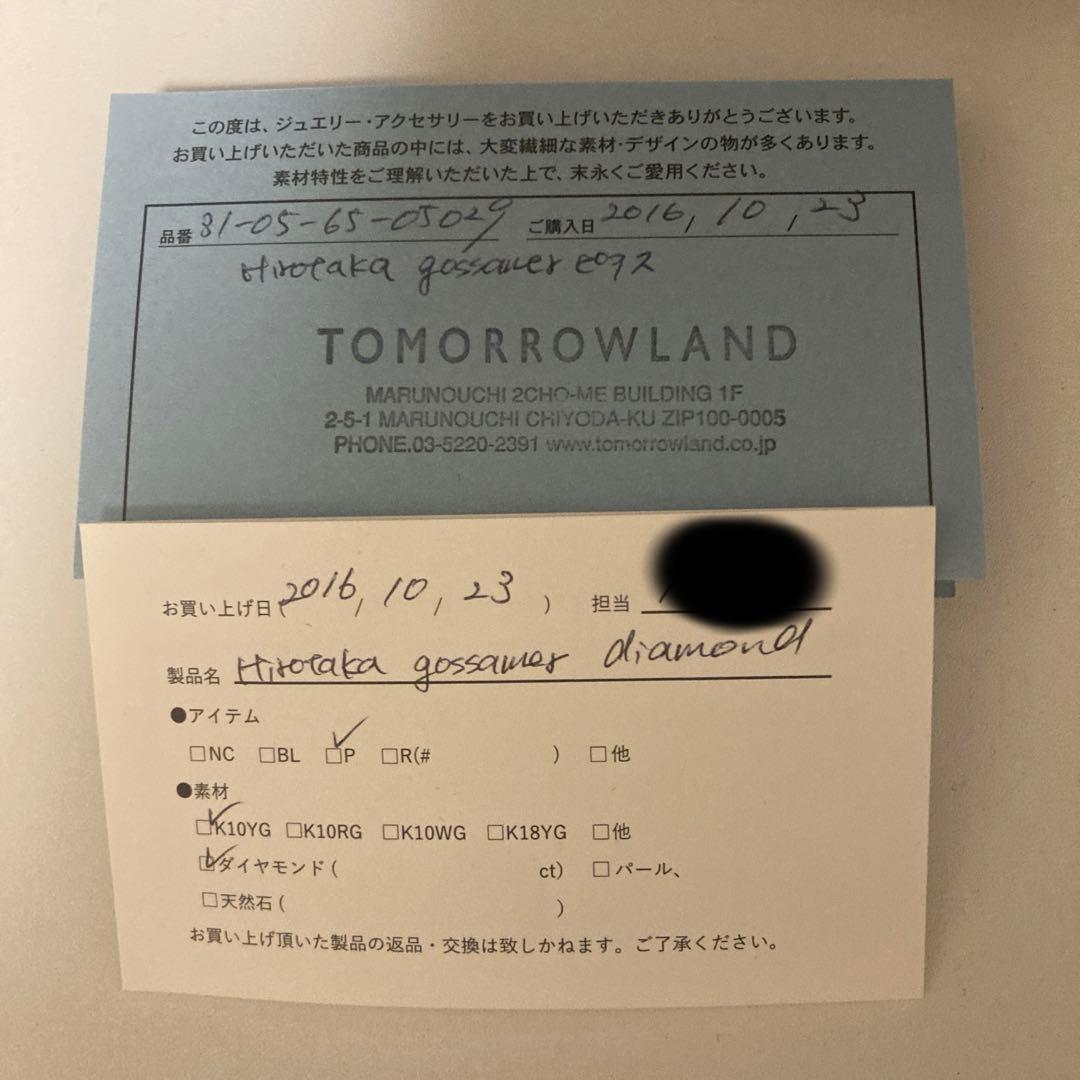 この度は、ジュエリー・アクセサリーをお買い上げいただきありがとうございます。
お買い上げいただいた商品の中には、大変繊細な素材・デザインの物が多くあります。
素材特性をご理解いただいた上で、末永くご愛用ください。
品番 31-05-65-05029 ご購入日 2016, 10, 23
Hirotaka gossamer ピアス
TOMORROWLAND
MARUNOUCHI 2CHO-ME BUILDING 1F
2-5-1 MARUNOUCHI CHIYODA-KU ZIP100-0005
PHONE.03-5220-2391 www.tomorrowland.co.jp
お買い上げ日(2016, 10, 23) 担当
製品名 Hirotaka gossamer diamond
●アイテム
□NC □BL ☑P □R(# ) □他
●素材
☑K10YG □K10RG □K10WG □K18YG □他
☑ダイヤモンド( ct) □パール、
□天然石( )
お買い上げ頂いた製品の返品・交換は致しかねます。ご了承ください。